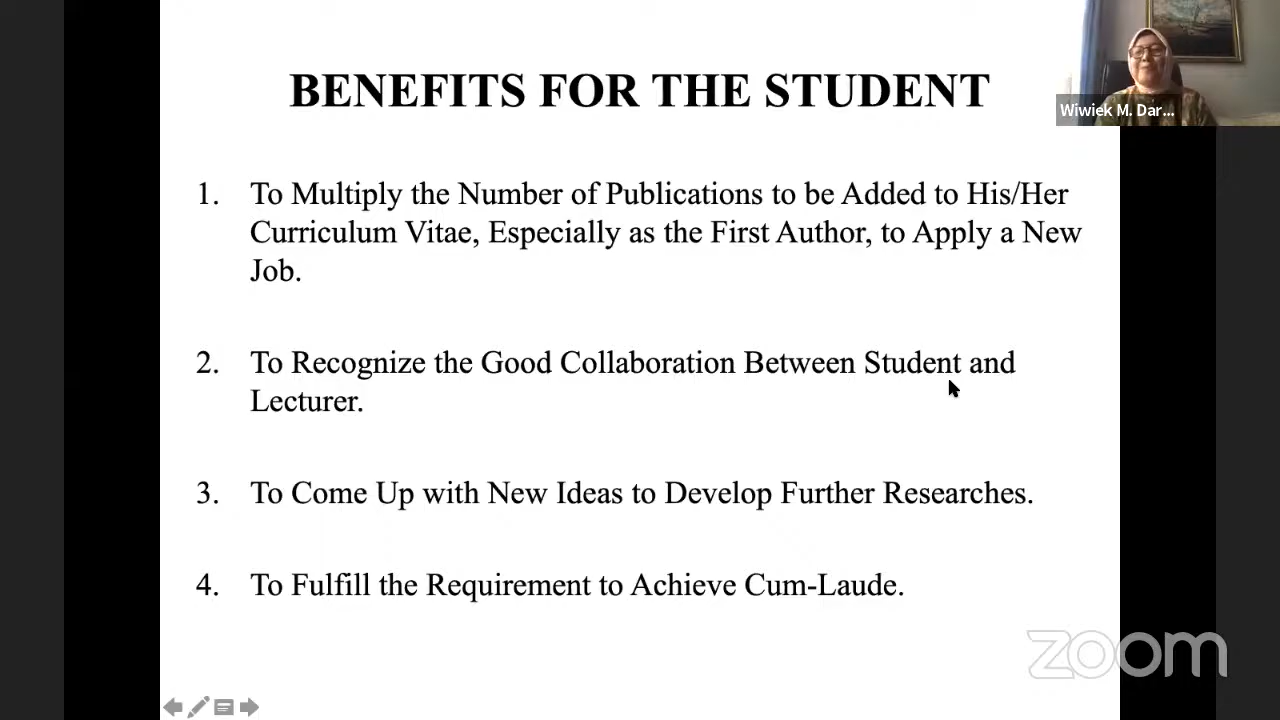 BENEFITS FOR THE STUDENT
Wiwiek M. Dar...
1. To Multiply the Number of Publications to be Added to His/Her
Curriculum Vitae, Especially as the First Author, to Apply a New
Job.
2. To Recognize the Good Collaboration Between Student and
Lecturer.
3. To Come Up with New Ideas to Develop Further Researches.
4. To Fulfill the Requirement to Achieve Cum-Laude.
zoom